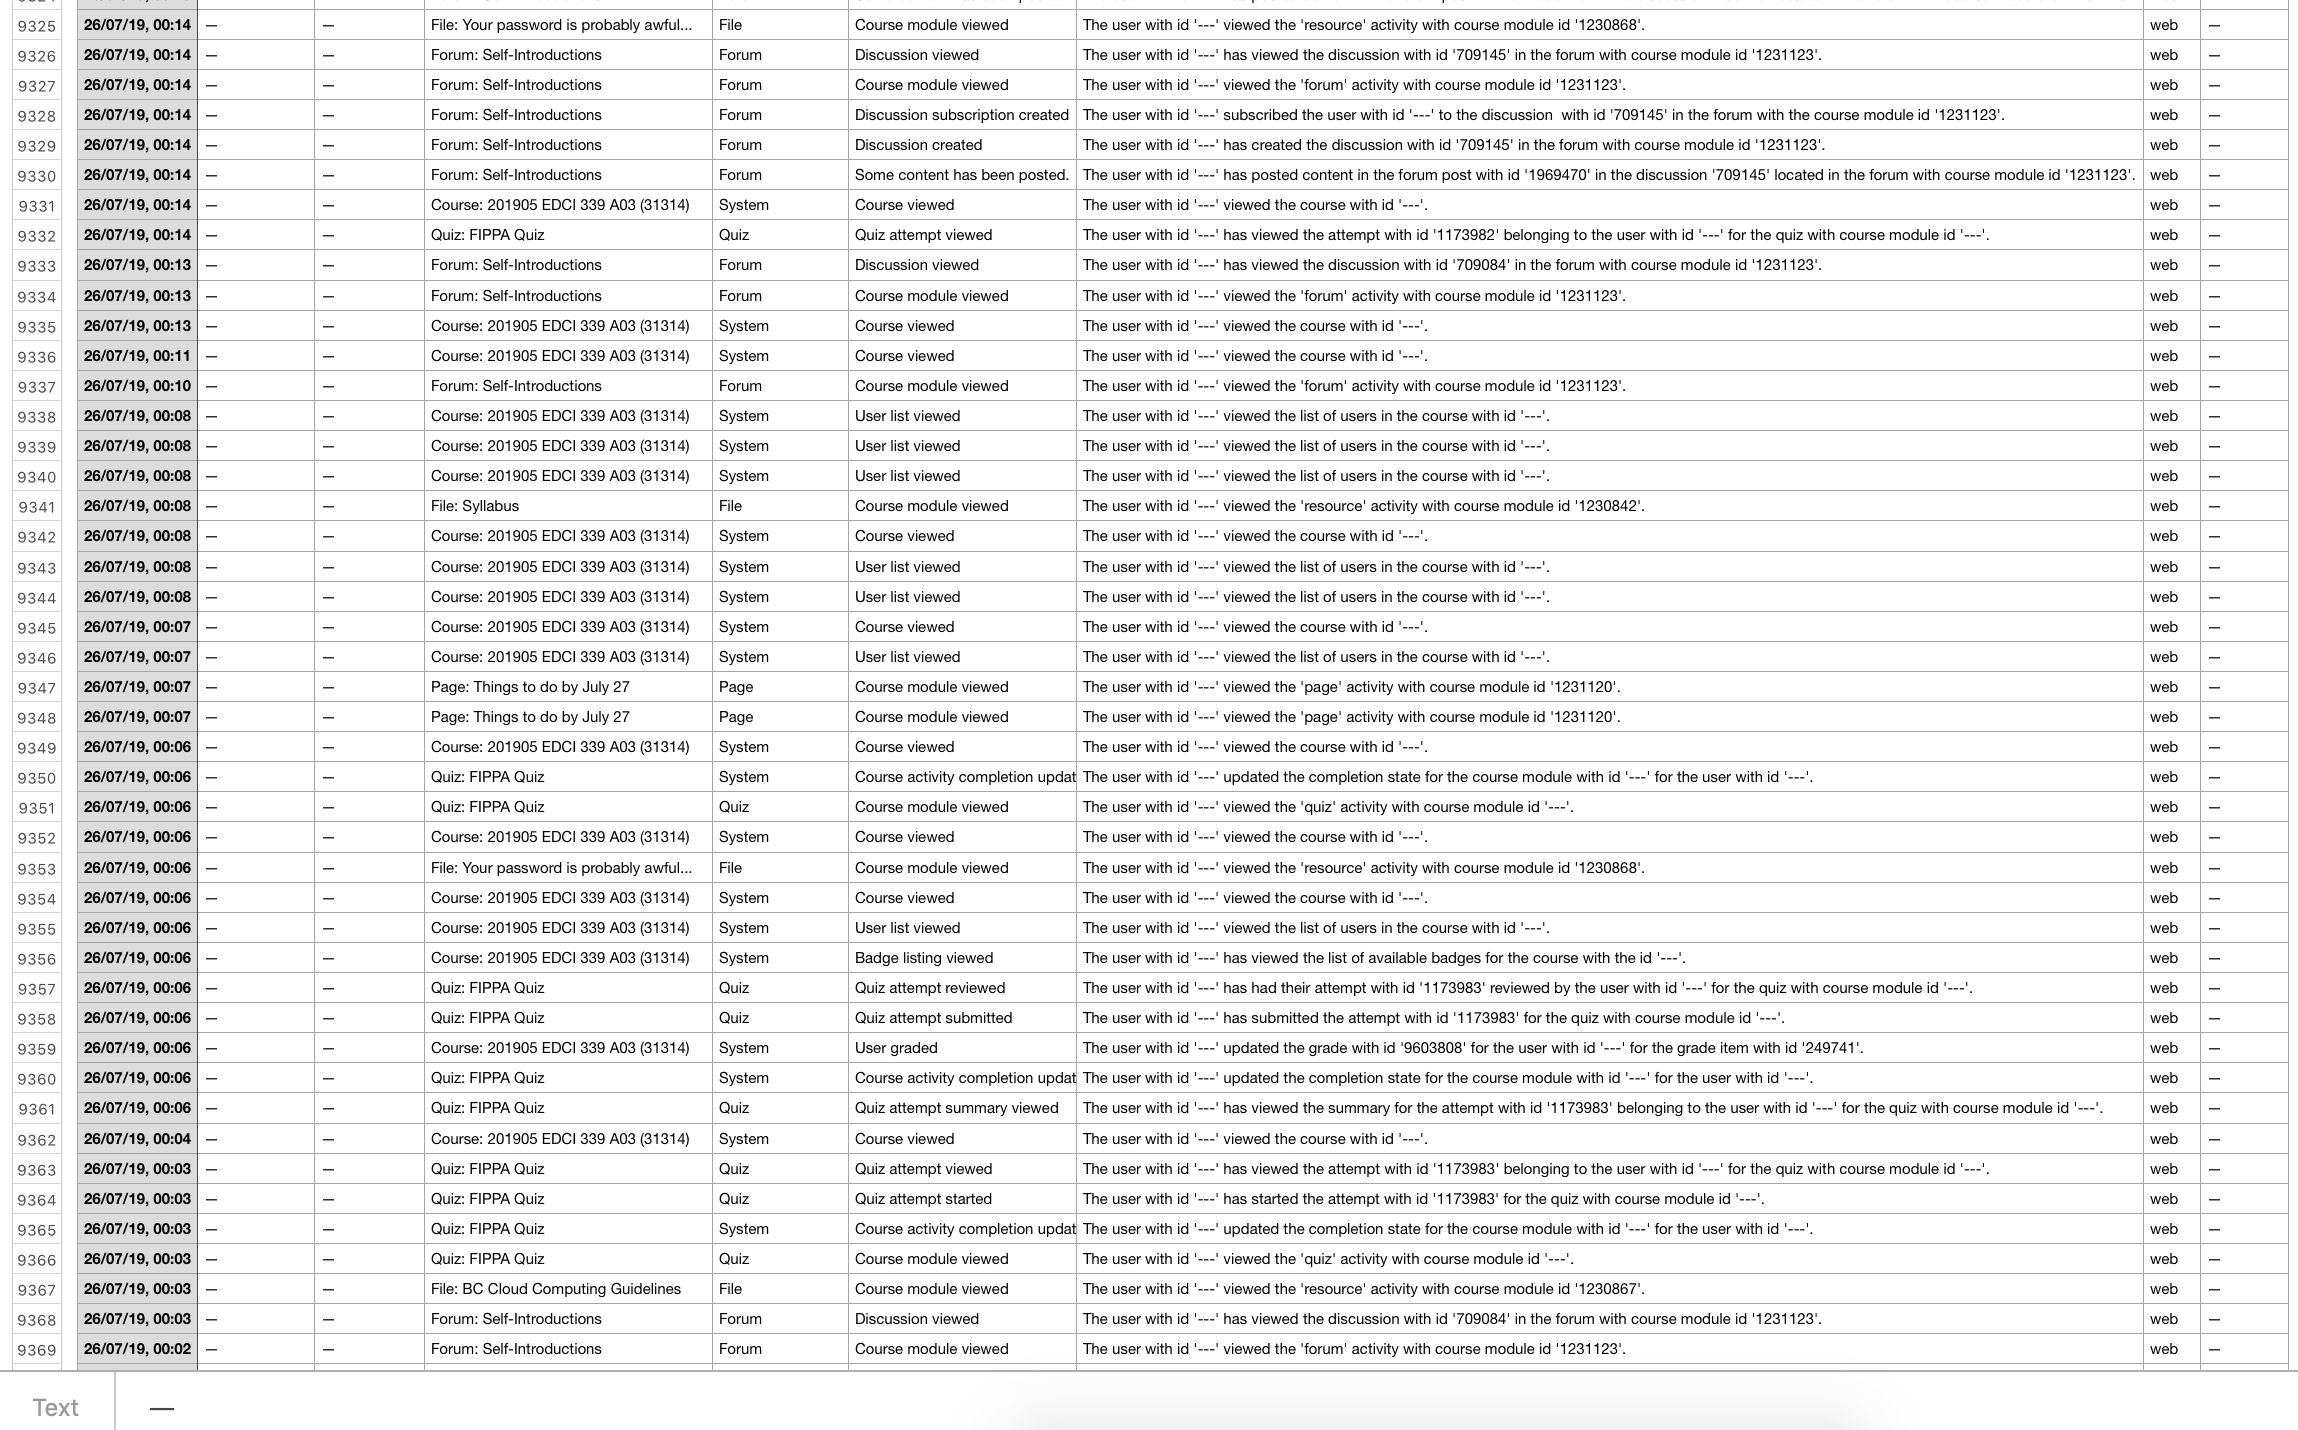 9325 26/07/19, 00:14 — — File: Your password is probably awful... File Course module viewed The user with id '---' viewed the 'resource' activity with course module id '1230868'. web —
9326 26/07/19, 00:14 — — Forum: Self-Introductions Forum Discussion viewed The user with id '---' has viewed the discussion with id '709145' in the forum with course module id '1231123'. web —
9327 26/07/19, 00:14 — — Forum: Self-Introductions Forum Course module viewed The user with id '---' viewed the 'forum' activity with course module id '1231123'. web —
9328 26/07/19, 00:14 — — Forum: Self-Introductions Forum Discussion subscription created The user with id '---' subscribed the user with id '---' to the discussion  with id '709145' in the forum with the course module id '1231123'. web —
9329 26/07/19, 00:14 — — Forum: Self-Introductions Forum Discussion created The user with id '---' has created the discussion with id '709145' in the forum with course module id '1231123'. web —
9330 26/07/19, 00:14 — — Forum: Self-Introductions Forum Some content has been posted. The user with id '---' has posted content in the forum post with id '1969470' in the discussion '709145' located in the forum with course module id '1231123'. web —
9331 26/07/19, 00:14 — — Course: 201905 EDCI 339 A03 (31314) System Course viewed The user with id '---' viewed the course with id '---'. web —
9332 26/07/19, 00:14 — — Quiz: FIPPA Quiz Quiz Quiz attempt viewed The user with id '---' has viewed the attempt with id '1173982' belonging to the user with id '---' for the quiz with course module id '---'. web —
9333 26/07/19, 00:13 — — Forum: Self-Introductions Forum Discussion viewed The user with id '---' has viewed the discussion with id '709084' in the forum with course module id '1231123'. web —
9334 26/07/19, 00:13 — — Forum: Self-Introductions Forum Course module viewed The user with id '---' viewed the 'forum' activity with course module id '1231123'. web —
9335 26/07/19, 00:13 — — Course: 201905 EDCI 339 A03 (31314) System Course viewed The user with id '---' viewed the course with id '---'. web —
9336 26/07/19, 00:11 — — Course: 201905 EDCI 339 A03 (31314) System Course viewed The user with id '---' viewed the course with id '---'. web —
9337 26/07/19, 00:10 — — Forum: Self-Introductions Forum Course module viewed The user with id '---' viewed the 'forum' activity with course module id '1231123'. web —
9338 26/07/19, 00:08 — — Course: 201905 EDCI 339 A03 (31314) System User list viewed The user with id '---' viewed the list of users in the course with id '---'. web —
9339 26/07/19, 00:08 — — Course: 201905 EDCI 339 A03 (31314) System User list viewed The user with id '---' viewed the list of users in the course with id '---'. web —
9340 26/07/19, 00:08 — — Course: 201905 EDCI 339 A03 (31314) System User list viewed The user with id '---' viewed the list of users in the course with id '---'. web —
9341 26/07/19, 00:08 — — File: Syllabus File Course module viewed The user with id '---' viewed the 'resource' activity with course module id '1230842'. web —
9342 26/07/19, 00:08 — — Course: 201905 EDCI 339 A03 (31314) System Course viewed The user with id '---' viewed the course with id '---'. web —
9343 26/07/19, 00:08 — — Course: 201905 EDCI 339 A03 (31314) System User list viewed The user with id '---' viewed the list of users in the course with id '---'. web —
9344 26/07/19, 00:08 — — Course: 201905 EDCI 339 A03 (31314) System User list viewed The user with id '---' viewed the list of users in the course with id '---'. web —
9345 26/07/19, 00:07 — — Course: 201905 EDCI 339 A03 (31314) System Course viewed The user with id '---' viewed the course with id '---'. web —
9346 26/07/19, 00:07 — — Course: 201905 EDCI 339 A03 (31314) System User list viewed The user with id '---' viewed the list of users in the course with id '---'. web —
9347 26/07/19, 00:07 — — Page: Things to do by July 27 Page Course module viewed The user with id '---' viewed the 'page' activity with course module id '1231120'. web —
9348 26/07/19, 00:07 — — Page: Things to do by July 27 Page Course module viewed The user with id '---' viewed the 'page' activity with course module id '1231120'. web —
9349 26/07/19, 00:06 — — Course: 201905 EDCI 339 A03 (31314) System Course viewed The user with id '---' viewed the course with id '---'. web —
9350 26/07/19, 00:06 — — Quiz: FIPPA Quiz System Course activity completion updat The user with id '---' updated the completion state for the course module with id '---' for the user with id '---'. web —
9351 26/07/19, 00:06 — — Quiz: FIPPA Quiz Quiz Course module viewed The user with id '---' viewed the 'quiz' activity with course module id '---'. web —
9352 26/07/19, 00:06 — — Course: 201905 EDCI 339 A03 (31314) System Course viewed The user with id '---' viewed the course with id '---'. web —
9353 26/07/19, 00:06 — — File: Your password is probably awful... File Course module viewed The user with id '---' viewed the 'resource' activity with course module id '1230868'. web —
9354 26/07/19, 00:06 — — Course: 201905 EDCI 339 A03 (31314) System Course viewed The user with id '---' viewed the course with id '---'. web —
9355 26/07/19, 00:06 — — Course: 201905 EDCI 339 A03 (31314) System User list viewed The user with id '---' viewed the list of users in the course with id '---'. web —
9356 26/07/19, 00:06 — — Course: 201905 EDCI 339 A03 (31314) System Badge listing viewed The user with id '---' has viewed the list of available badges for the course with the id '---'. web —
9357 26/07/19, 00:06 — — Quiz: FIPPA Quiz Quiz Quiz attempt reviewed The user with id '---' has had their attempt with id '1173983' reviewed by the user with id '---' for the quiz with course module id '---'. web —
9358 26/07/19, 00:06 — — Quiz: FIPPA Quiz Quiz Quiz attempt submitted The user with id '---' has submitted the attempt with id '1173983' for the quiz with course module id '---'. web —
9359 26/07/19, 00:06 — — Course: 201905 EDCI 339 A03 (31314) System User graded The user with id '---' updated the grade with id '9603808' for the user with id '---' for the grade item with id '249741'. web —
9360 26/07/19, 00:06 — — Quiz: FIPPA Quiz System Course activity completion updat The user with id '---' updated the completion state for the course module with id '---' for the user with id '---'. web —
9361 26/07/19, 00:06 — — Quiz: FIPPA Quiz Quiz Quiz attempt summary viewed The user with id '---' has viewed the summary for the attempt with id '1173983' belonging to the user with id '---' for the quiz with course module id '---'. web —
9362 26/07/19, 00:04 — — Course: 201905 EDCI 339 A03 (31314) System Course viewed The user with id '---' viewed the course with id '---'. web —
9363 26/07/19, 00:03 — — Quiz: FIPPA Quiz Quiz Quiz attempt viewed The user with id '---' has viewed the attempt with id '1173983' belonging to the user with id '---' for the quiz with course module id '---'. web —
9364 26/07/19, 00:03 — — Quiz: FIPPA Quiz Quiz Quiz attempt started The user with id '---' has started the attempt with id '1173983' for the quiz with course module id '---'. web —
9365 26/07/19, 00:03 — — Quiz: FIPPA Quiz System Course activity completion updat The user with id '---' updated the completion state for the course module with id '---' for the user with id '---'. web —
9366 26/07/19, 00:03 — — Quiz: FIPPA Quiz Quiz Course module viewed The user with id '---' viewed the 'quiz' activity with course module id '---'. web —
9367 26/07/19, 00:03 — — File: BC Cloud Computing Guidelines File Course module viewed The user with id '---' viewed the 'resource' activity with course module id '1230867'. web —
9368 26/07/19, 00:03 — — Forum: Self-Introductions Forum Discussion viewed The user with id '---' has viewed the discussion with id '709084' in the forum with course module id '1231123'. web —
9369 26/07/19, 00:02 — — Forum: Self-Introductions Forum Course module viewed The user with id '---' viewed the 'forum' activity with course module id '1231123'. web —
Text —